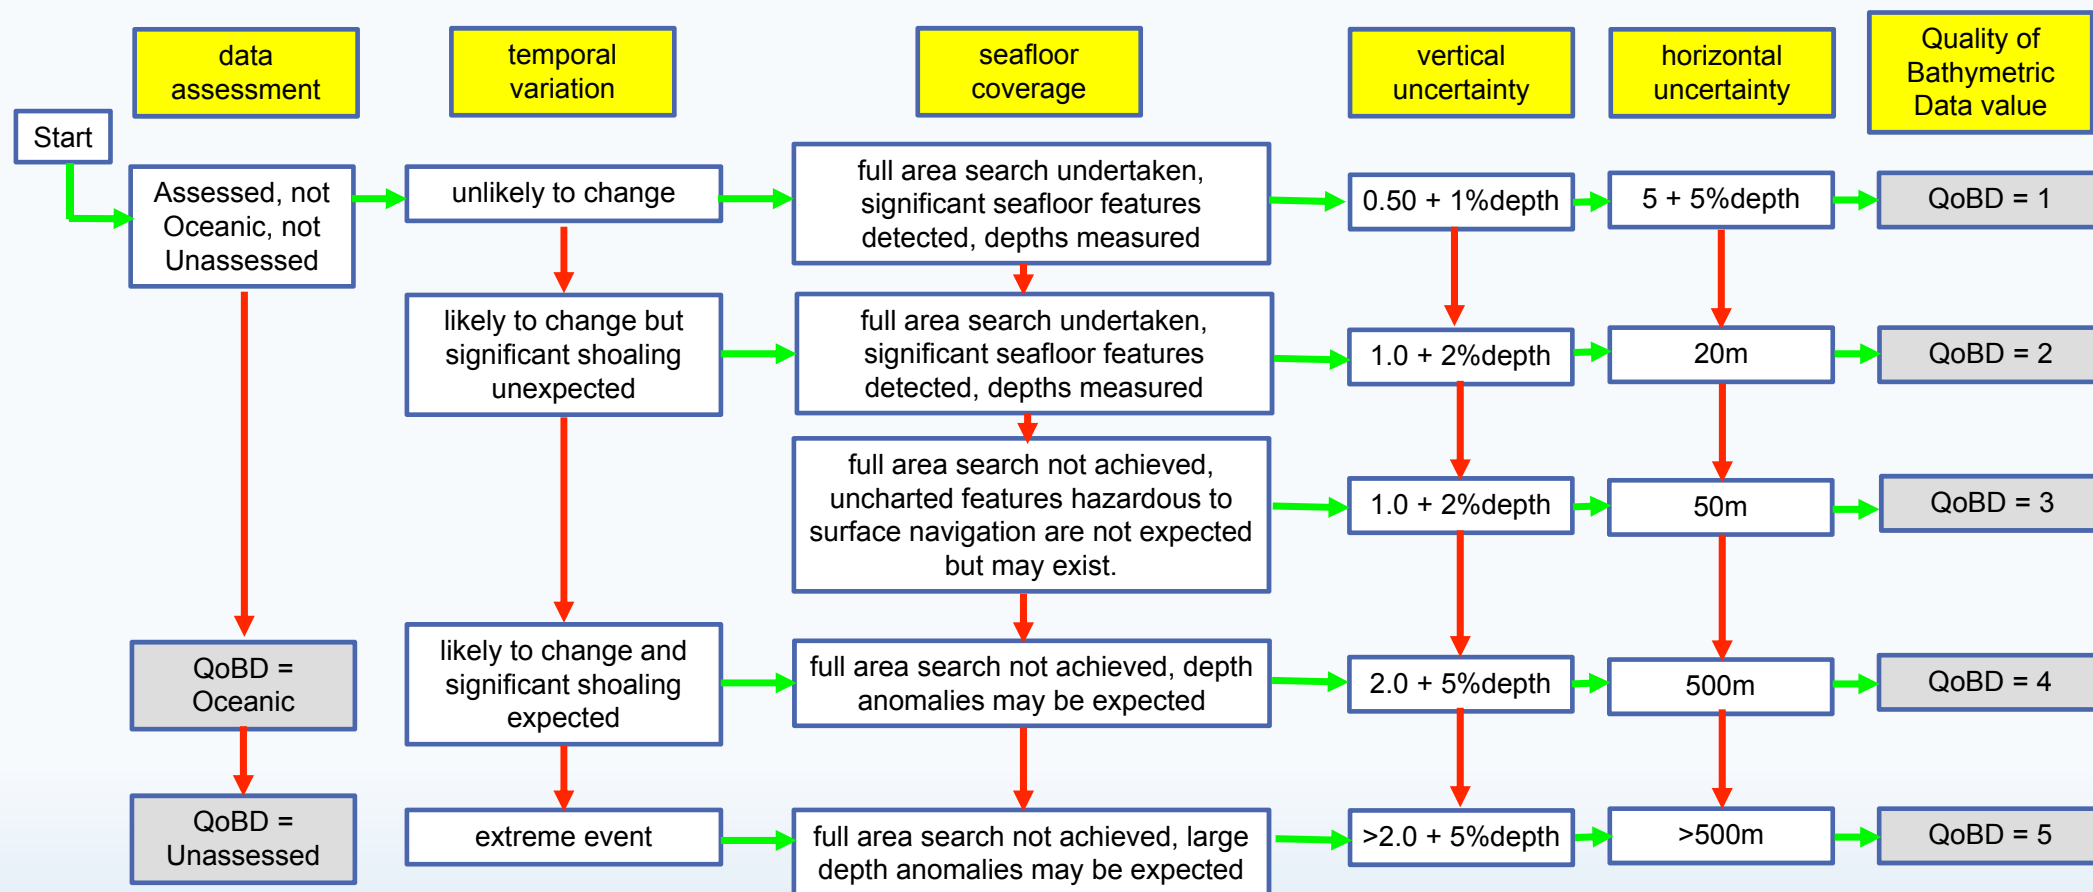 data
assessment
temporal
variation
seafloor
coverage
vertical
uncertainty
horizontal
uncertainty
Quality of
Bathymetric
Data value
Start
Assessed, not
Oceanic, not
Unassessed
unlikely to change
full area search undertaken,
significant seafloor features
detected, depths measured
0.50 + 1%depth
5 + 5%depth
QoBD = 1
likely to change but
significant shoaling
unexpected
full area search undertaken,
significant seafloor features
detected, depths measured
1.0 + 2%depth
20m
QoBD = 2
full area search not achieved,
uncharted features hazardous to
surface navigation are not expected
but may exist.
1.0 + 2%depth
50m
QoBD = 3
QoBD =
Oceanic
likely to change and
significant shoaling
expected
full area search not achieved, depth
anomalies may be expected
2.0 + 5%depth
500m
QoBD = 4
QoBD =
Unassessed
extreme event
full area search not achieved, large
depth anomalies may be expected
>2.0 + 5%depth
>500m
QoBD = 5